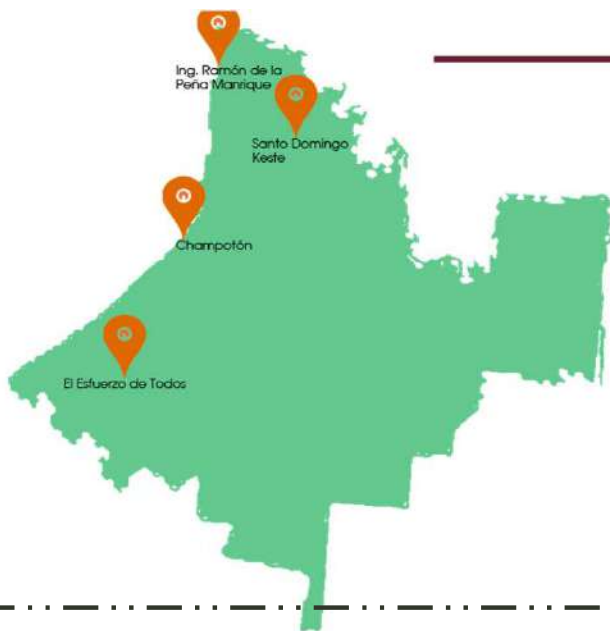 Ing. Ramón de la
Peña Manrique
Santo Domingo
Keste
Champotón
El Esfuerzo de Todos